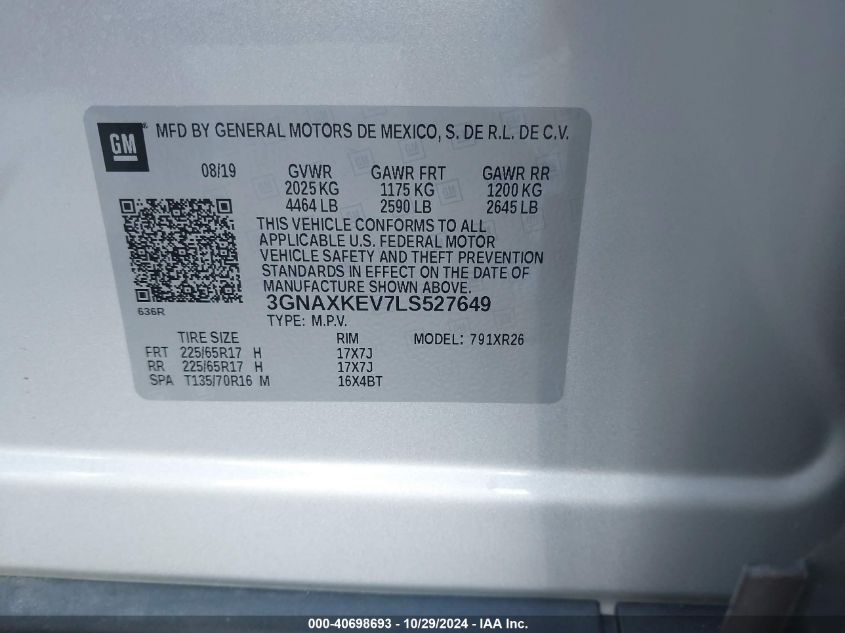 GM
®
MFD BY GENERAL MOTORS DE MEXICO, S. DE R.L. DE C.V.
08/19 GVWR GAWR FRT GAWR RR
2025 KG 1175 KG 1200 KG
4464 LB 2590 LB 2645 LB
THIS VEHICLE CONFORMS TO ALL
APPLICABLE U.S. FEDERAL MOTOR
VEHICLE SAFETY AND THEFT PREVENTION
STANDARDS IN EFFECT ON THE DATE OF
MANUFACTURE SHOWN ABOVE.
3GNAXKEV7LS527649
636R
TYPE: M.P.V.
TIRE SIZE RIM MODEL: 791XR26
FRT 225/65R17 H 17X7J
RR 225/65R17 H 17X7J
SPA T135/70R16 M 16X4BT
000-40698693 - 10/29/2024 - IAA Inc.